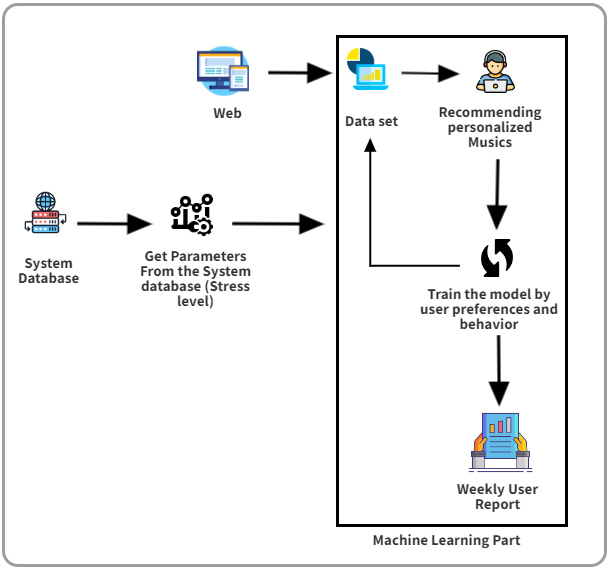 Web
Data set
Recommending
personalized
Musics
System
Database
Get Parameters
From the System
database (Stress
level)
Train the model by
user preferences and
behavior
Weekly User
Report
Machine Learning Part